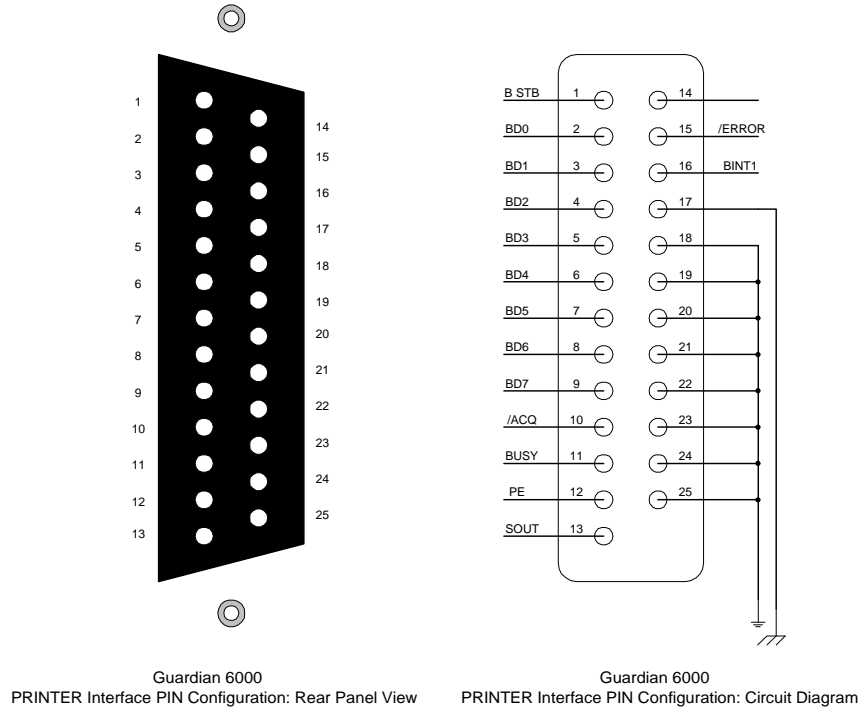 1
2
3
4
5
6
7
8
9
10
11
12
13
14
15
16
17
18
19
20
21
22
23
24
25
Guardian 6000
PRINTER Interface PIN Configuration: Rear Panel View
B STB 1 14
BD0 2 15 /ERROR
BD1 3 16 BINT1
BD2 4 17
BD3 5 18
BD4 6 19
BD5 7 20
BD6 8 21
BD7 9 22
/ACQ 10 23
BUSY 11 24
PE 12 25
SOUT 13
Guardian 6000
PRINTER Interface PIN Configuration: Circuit Diagram